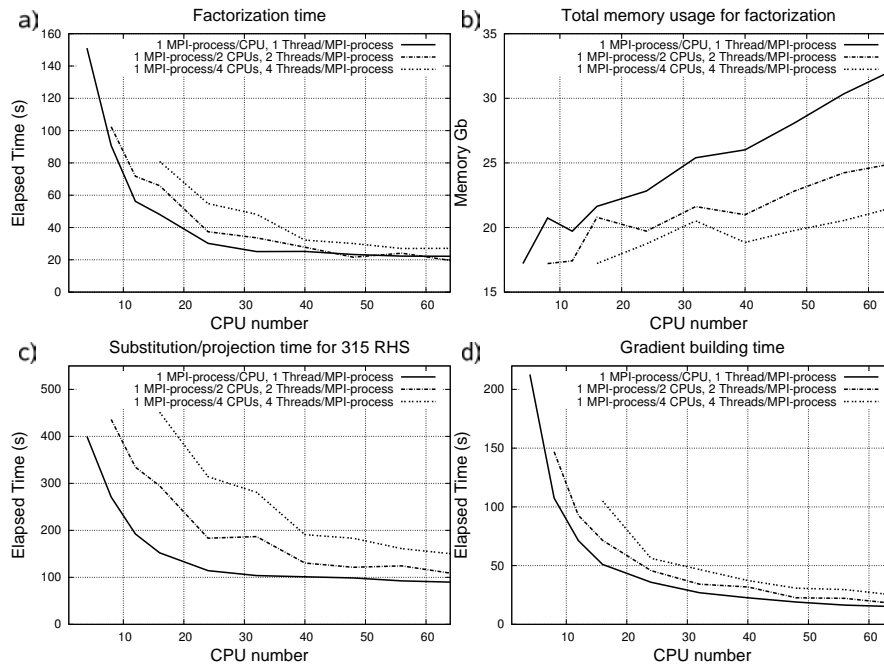 a)
Factorization time
1 MPI-process/CPU, 1 Thread/MPI-process
1 MPI-process/2 CPUs, 2 Threads/MPI-process
1 MPI-process/4 CPUs, 4 Threads/MPI-process
Elapsed Time (s)
160
140
120
100
80
60
40
20
0
10
20
30
40
50
60
CPU number
b)
Total memory usage for factorization
1 MPI-process/CPU, 1 Thread/MPI-process
1 MPI-process/2 CPUs, 2 Threads/MPI-process
1 MPI-process/4 CPUs, 4 Threads/MPI-process
Memory Gb
35
30
25
20
15
10
20
30
40
50
60
CPU number
c)
Substitution/projection time for 315 RHS
1 MPI-process/CPU, 1 Thread/MPI-process
1 MPI-process/2 CPUs, 2 Threads/MPI-process
1 MPI-process/4 CPUs, 4 Threads/MPI-process
Elapsed Time (s)
500
400
300
200
100
0
10
20
30
40
50
60
CPU number
d)
Gradient building time
1 MPI-process/CPU, 1 Thread/MPI-process
1 MPI-process/2 CPUs, 2 Threads/MPI-process
1 MPI-process/4 CPUs, 4 Threads/MPI-process
Elapsed Time (s)
200
150
100
50
0
10
20
30
40
50
60
CPU number